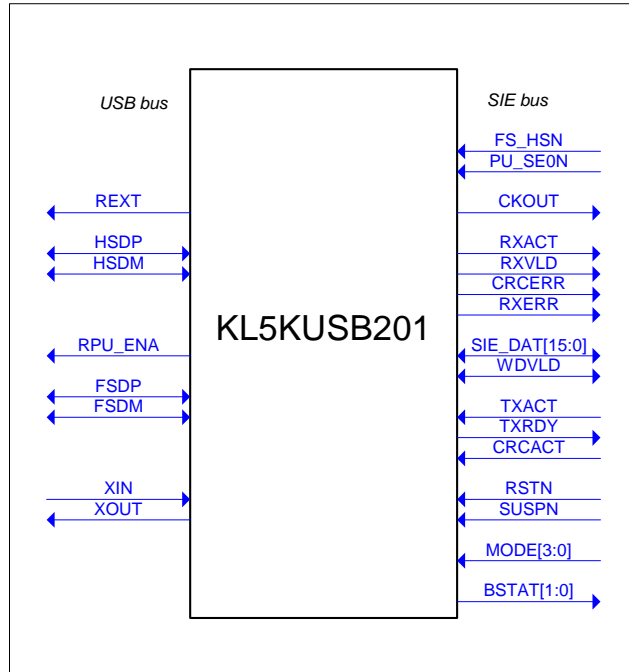 USB bus
SIE bus
FS_HSN
PU_SE0N
REXT
CKOUT
HSDP
RXACT
HSDM
RXVLD
CRCERR
RXERR
KL5KUSB201
RPU_ENA
SIE_DAT[15:0]
WDVLD
FSDP
FSDM
TXACT
TXRDY
CRCACT
XIN
RSTN
XOUT
SUSPN
MODE[3:0]
BSTAT[1:0]